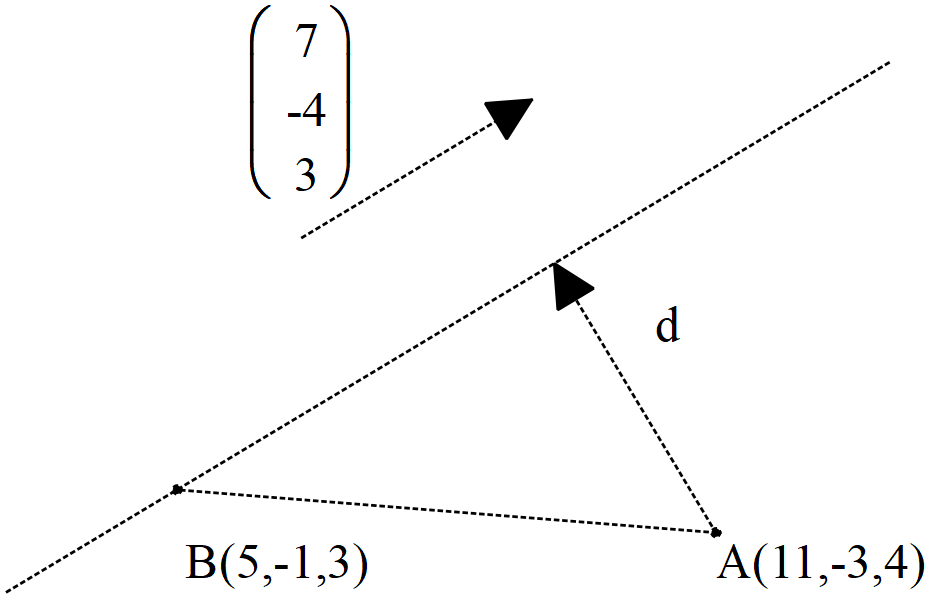 7
-4
3
d
B(5,-1,3)
A(11,-3,4)